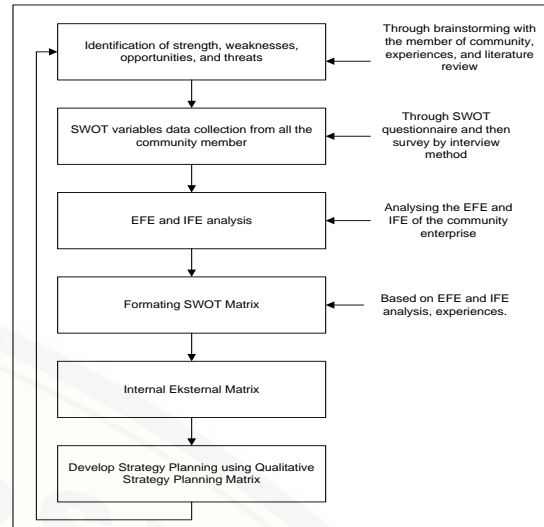 Identification of strength, weaknesses,
opportunities, and threats
Through brainstorming with
the member of community,
experiences, and literature
review
SWOT variables data collection from all the
community member
Through SWOT
questionnaire and then
survey by interview
method
EFE and IFE analysis
Analysing the EFE and
IFE of the community
enterprise
Formating SWOT Matrix
Based on EFE and IFE
analysis, experiences.
Internal Eksternal Matrix
Develop Strategy Planning using Qualitative
Strategy Planning Matrix